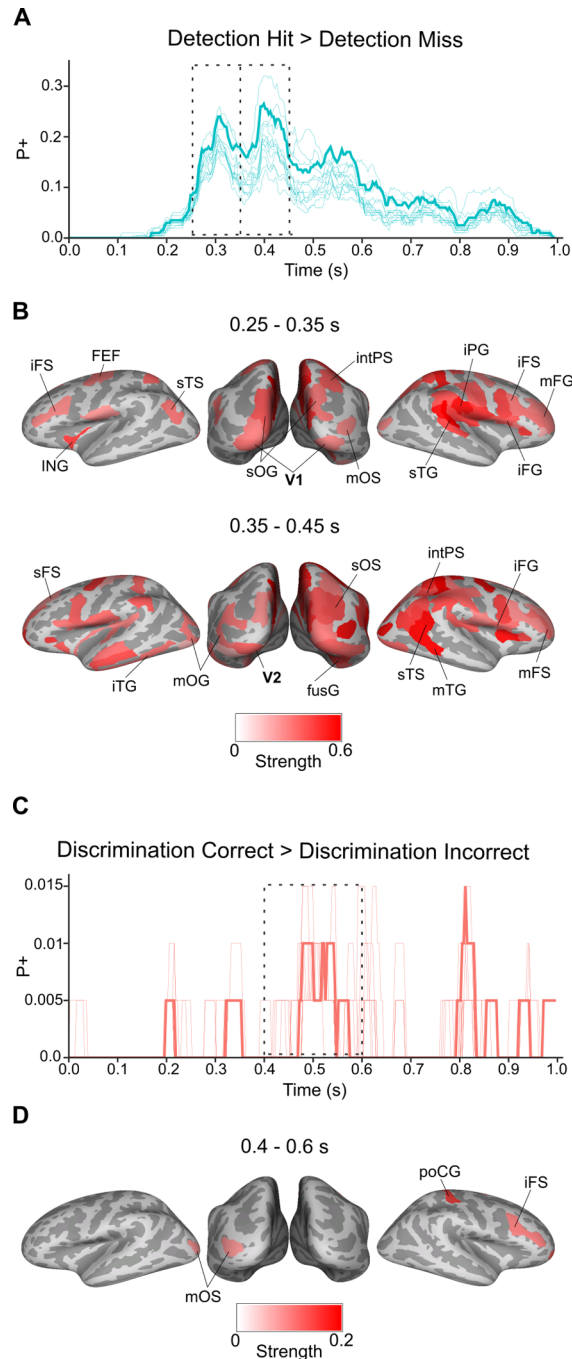 A
Detection Hit > Detection Miss
P+
0.3
0.2
0.1
0.0
0.0 0.1 0.2 0.3 0.4 0.5 0.6 0.7 0.8 0.9 1.0
Time (s)
B
0.25 - 0.35 s
iFS FEF sTS ING
intPS sOG V1 mOS
iPG iFS mFG sTG iFG
0.35 - 0.45 s
sFS iTG mOG V2
sOS fusG
intPS iFG sTS mTG mFS
0 0.6
Strength
C
Discrimination Correct > Discrimination Incorrect
P+
0.015
0.01
0.005
0.0
0.0 0.1 0.2 0.3 0.4 0.5 0.6 0.7 0.8 0.9 1.0
Time (s)
D
0.4 - 0.6 s
mOS poCG iFS
0 0.2
Strength